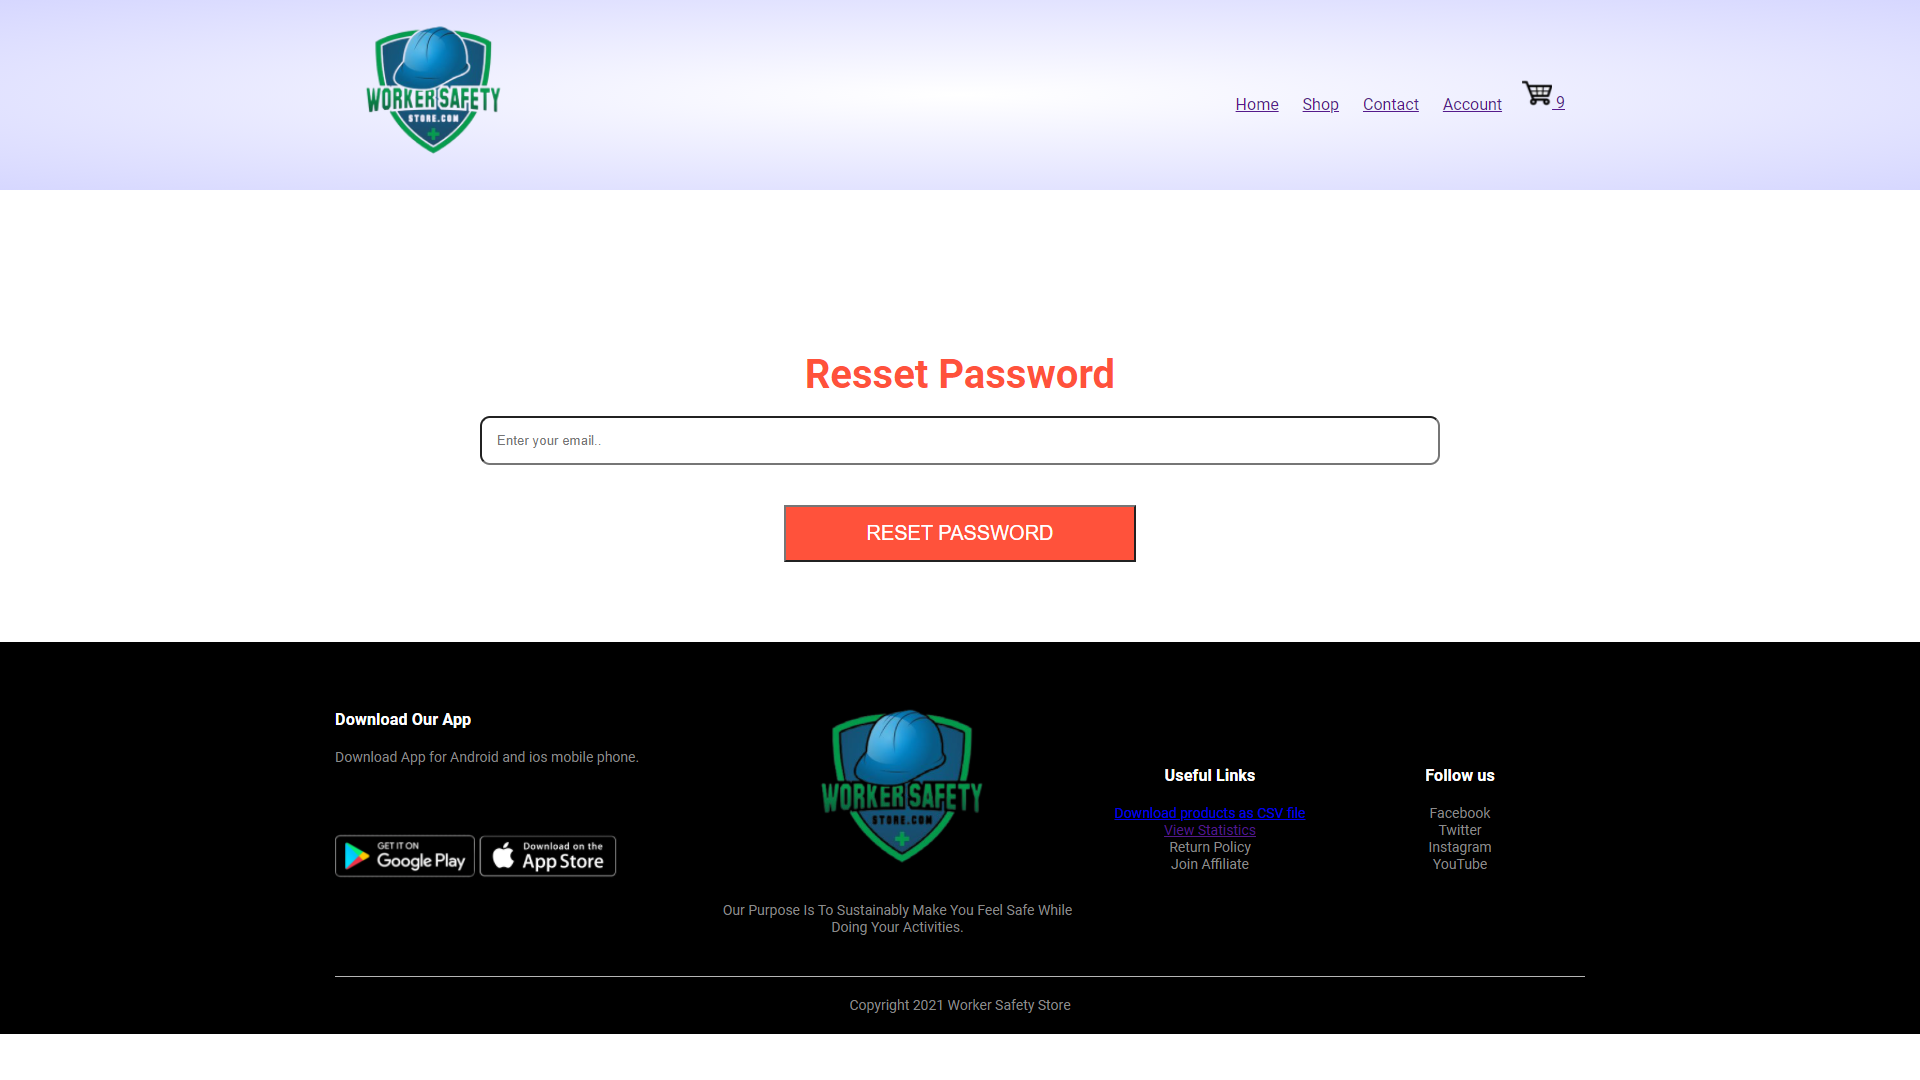 WORKER SAFETY
STORE.COM
Home
Shop
Contact
Account
9
Resset Password
Enter your email..
RESET PASSWORD
Download Our App
Download App for Android and ios mobile phone.
GET IT ON
Google Play
Download on the
App Store
WORKER SAFETY
STORE.COM
Our Purpose Is To Sustainably Make You Feel Safe While
Doing Your Activities.
Useful Links
Download products as CSV file
View Statistics
Return Policy
Join Affiliate
Follow us
Facebook
Twitter
Instagram
YouTube
Copyright 2021 Worker Safety Store